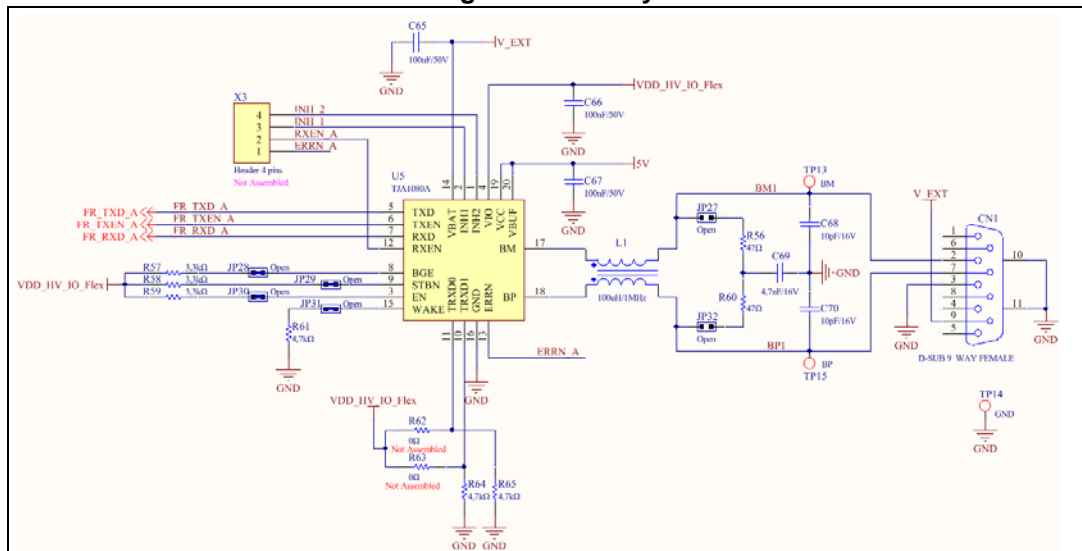 C65
100nF/50V
V_EXT
GND
X3
4
3
2
1
INH_2
INH_1
RXEN_A
ERRN_A
Header 4 pins.
Not Assembled
VDD_HV_IO_Flex
C66
100nF/50V
GND
5V
C67
100nF/50V
GND
U5
TJA1080A
14
2
1
4
19
20
VBAT
INH1
INH2
VIO
VCC
VBUF
FR_TXD_A
FR_TXEN_A
FR_RXD_A
FR_TXD_A
FR_TXEN_A
FR_RXD_A
5
6
7
12
TXD
TXEN
RXD
RXEN
BM
17
BP
18
VDD_HV_IO_Flex
R57
3,3kΩ
JP28
Open
R58
3,3kΩ
JP29
Open
R59
3,3kΩ
JP30
Open
JP31
Open
8
9
3
15
BGE
STBN
EN
WAKE
R61
4,7kΩ
GND
TRXD0
TRXD1
GND
ERRN
11
10
16
13
ERRN_A
GND
VDD_HV_IO_Flex
R62
0Ω
Not Assembled
R63
0Ω
Not Assembled
R64
4,7kΩ
R65
4,7kΩ
GND
GND
L1
100uH/1MHz
JP27
Open
R56
47Ω
R60
47Ω
JP32
Open
C69
4,7nF/16V
BM1
TP13
BM
C68
10pF/16V
GND
C70
10pF/16V
BP1
BP
TP15
V_EXT
CN1
1
6
2
7
3
8
4
9
5
10
11
GND
GND
D-SUB 9 WAY FEMALE
TP14
GND
GND